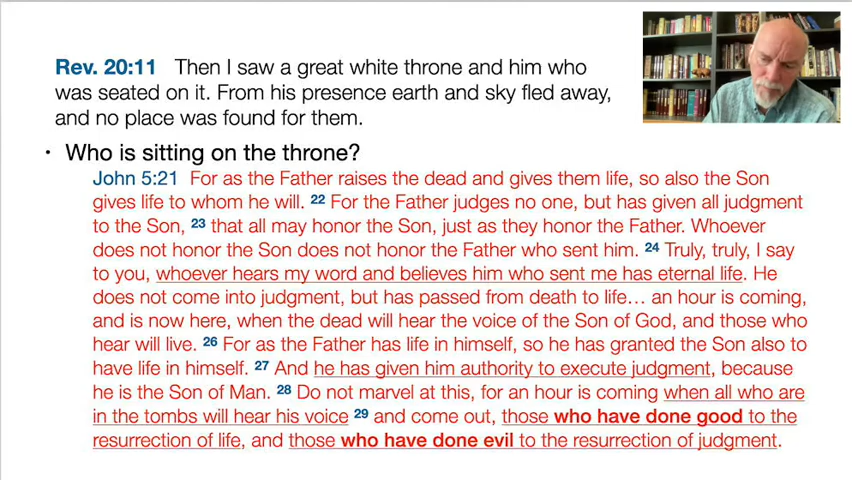 Rev. 20:11 Then I saw a great white throne and him who
was seated on it. From his presence earth and sky fled away,
and no place was found for them.
• Who is sitting on the throne?
John 5:21 For as the Father raises the dead and gives them life, so also the Son
gives life to whom he will. 22 For the Father judges no one, but has given all judgment
to the Son, 23 that all may honor the Son, just as they honor the Father. Whoever
does not honor the Son does not honor the Father who sent him. 24 Truly, truly, I say
to you, whoever hears my word and believes him who sent me has eternal life. He
does not come into judgment, but has passed from death to life… an hour is coming,
and is now here, when the dead will hear the voice of the Son of God, and those who
hear will live. 26 For as the Father has life in himself, so he has granted the Son also to
have life in himself. 27 And he has given him authority to execute judgment, because
he is the Son of Man. 28 Do not marvel at this, for an hour is coming when all who are
in the tombs will hear his voice 29 and come out, those who have done good to the
resurrection of life, and those who have done evil to the resurrection of judgment.